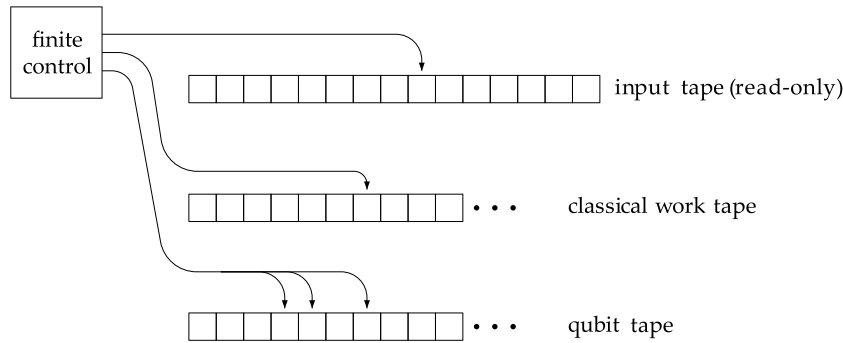 finite
control
input tape (read-only)
classical work tape
qubit tape